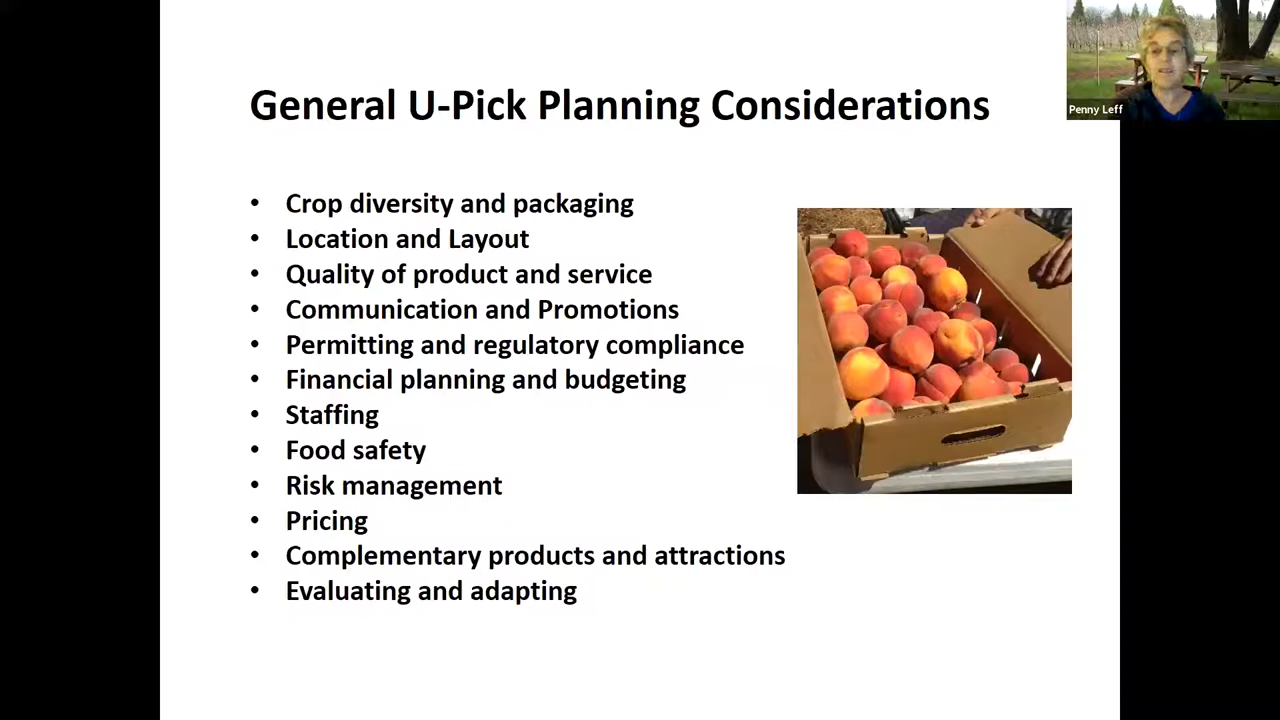 General U-Pick Planning Considerations
Penny Leff
• Crop diversity and packaging
• Location and Layout
• Quality of product and service
• Communication and Promotions
• Permitting and regulatory compliance
• Financial planning and budgeting
• Staffing
• Food safety
• Risk management
• Pricing
• Complementary products and attractions
• Evaluating and adapting